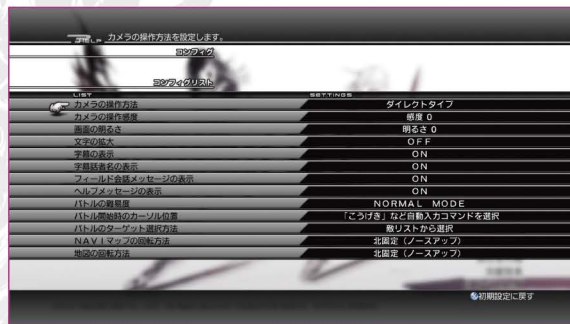 HELP カメラの操作方法を設定します。
コンフィグ
コンフィグリスト
LIST SETTINGS
カメラの操作方法 ダイレクトタイプ
カメラの操作感度 感度 0
画面の明るさ 明るさ 0
文字の拡大 OFF
字幕の表示 ON
字幕話者名の表示 ON
フィールド会話メッセージの表示 ON
ヘルプメッセージの表示 ON
バトルの難易度 NORMAL MODE
バトル開始時のカーソル位置 「こうげき」など自動入力コマンドを選択
バトルのターゲット選択方法 敵リストから選択
NAVIマップの回転方法 北固定（ノースアップ）
地図の回転方法 北固定（ノースアップ）
初期設定に戻す